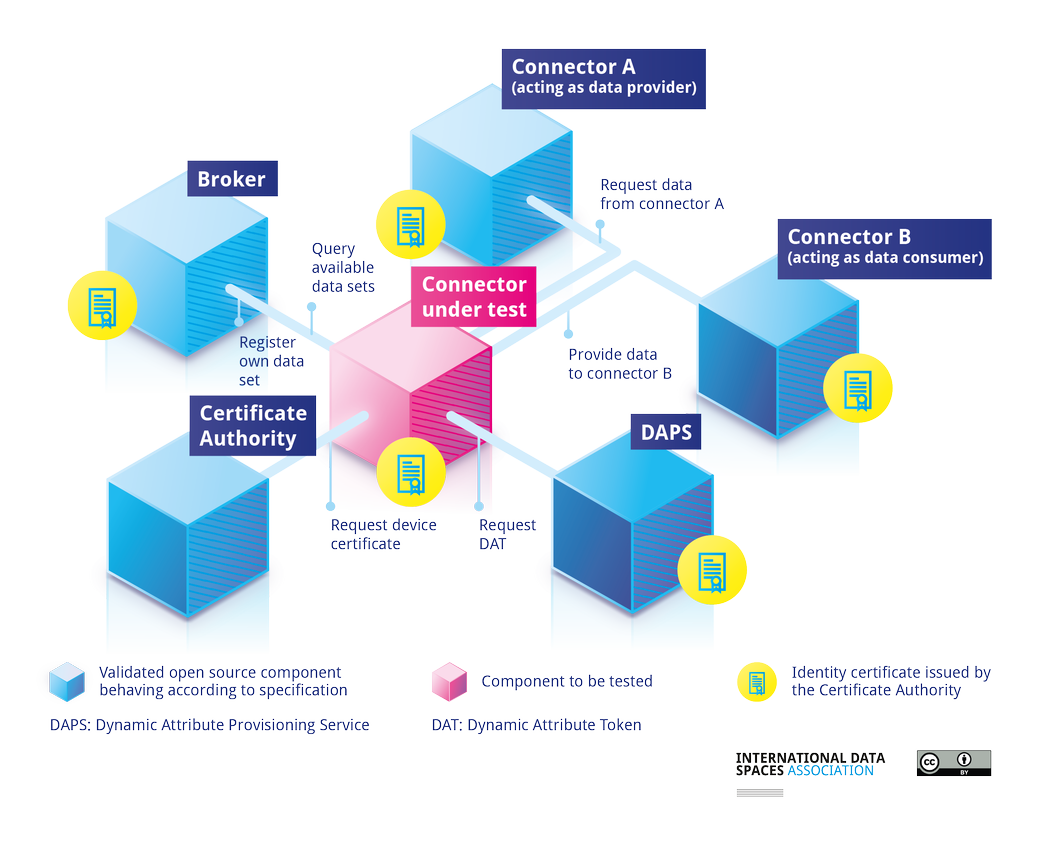 Connector A
(acting as data provider)
Broker
Request data
from connector A
Connector B
(acting as data consumer)
Query
available
data sets
Connector
under test
Register
own data
set
Provide data
to connector B
Certificate
Authority
DAPS
Request device
certificate
Request
DAT
Validated open source component
behaving according to specification
Component to be tested
Identity certificate issued by
the Certificate Authority
DAPS: Dynamic Attribute Provisioning Service
DAT: Dynamic Attribute Token
INTERNATIONAL DATA
SPACES ASSOCIATION
cc
BY